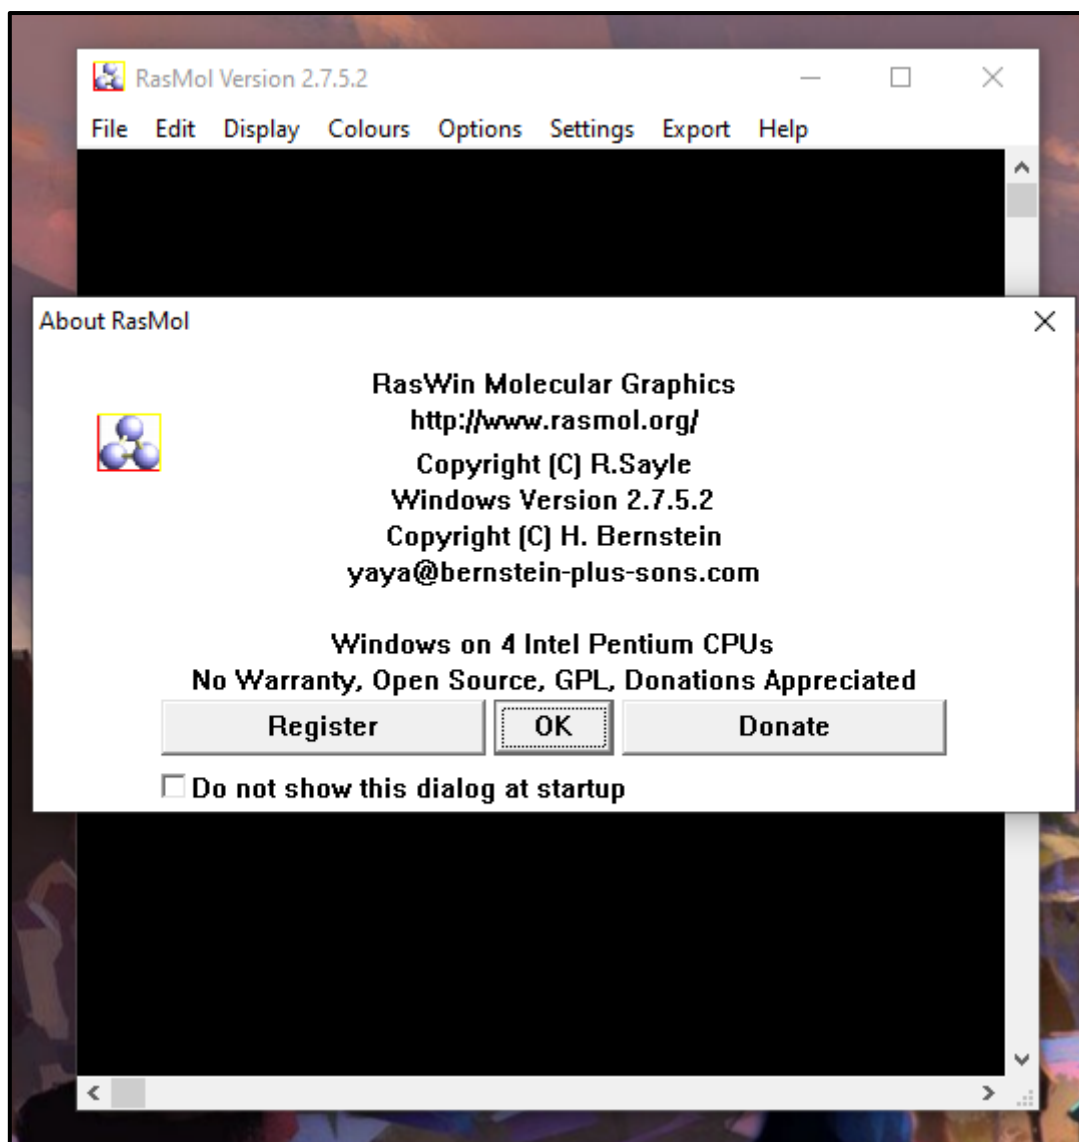 RasMol Version 2.7.5.2
File Edit Display Colours Options Settings Export Help
About RasMol
RasWin Molecular Graphics
http://www.rasmol.org/
Copyright (C) R.Sayle
Windows Version 2.7.5.2
Copyright (C) H. Bernstein
yaya@bernstein-plus-sons.com
Windows on 4 Intel Pentium CPUs
No Warranty, Open Source, GPL, Donations Appreciated
Register OK Donate
Do not show this dialog at startup